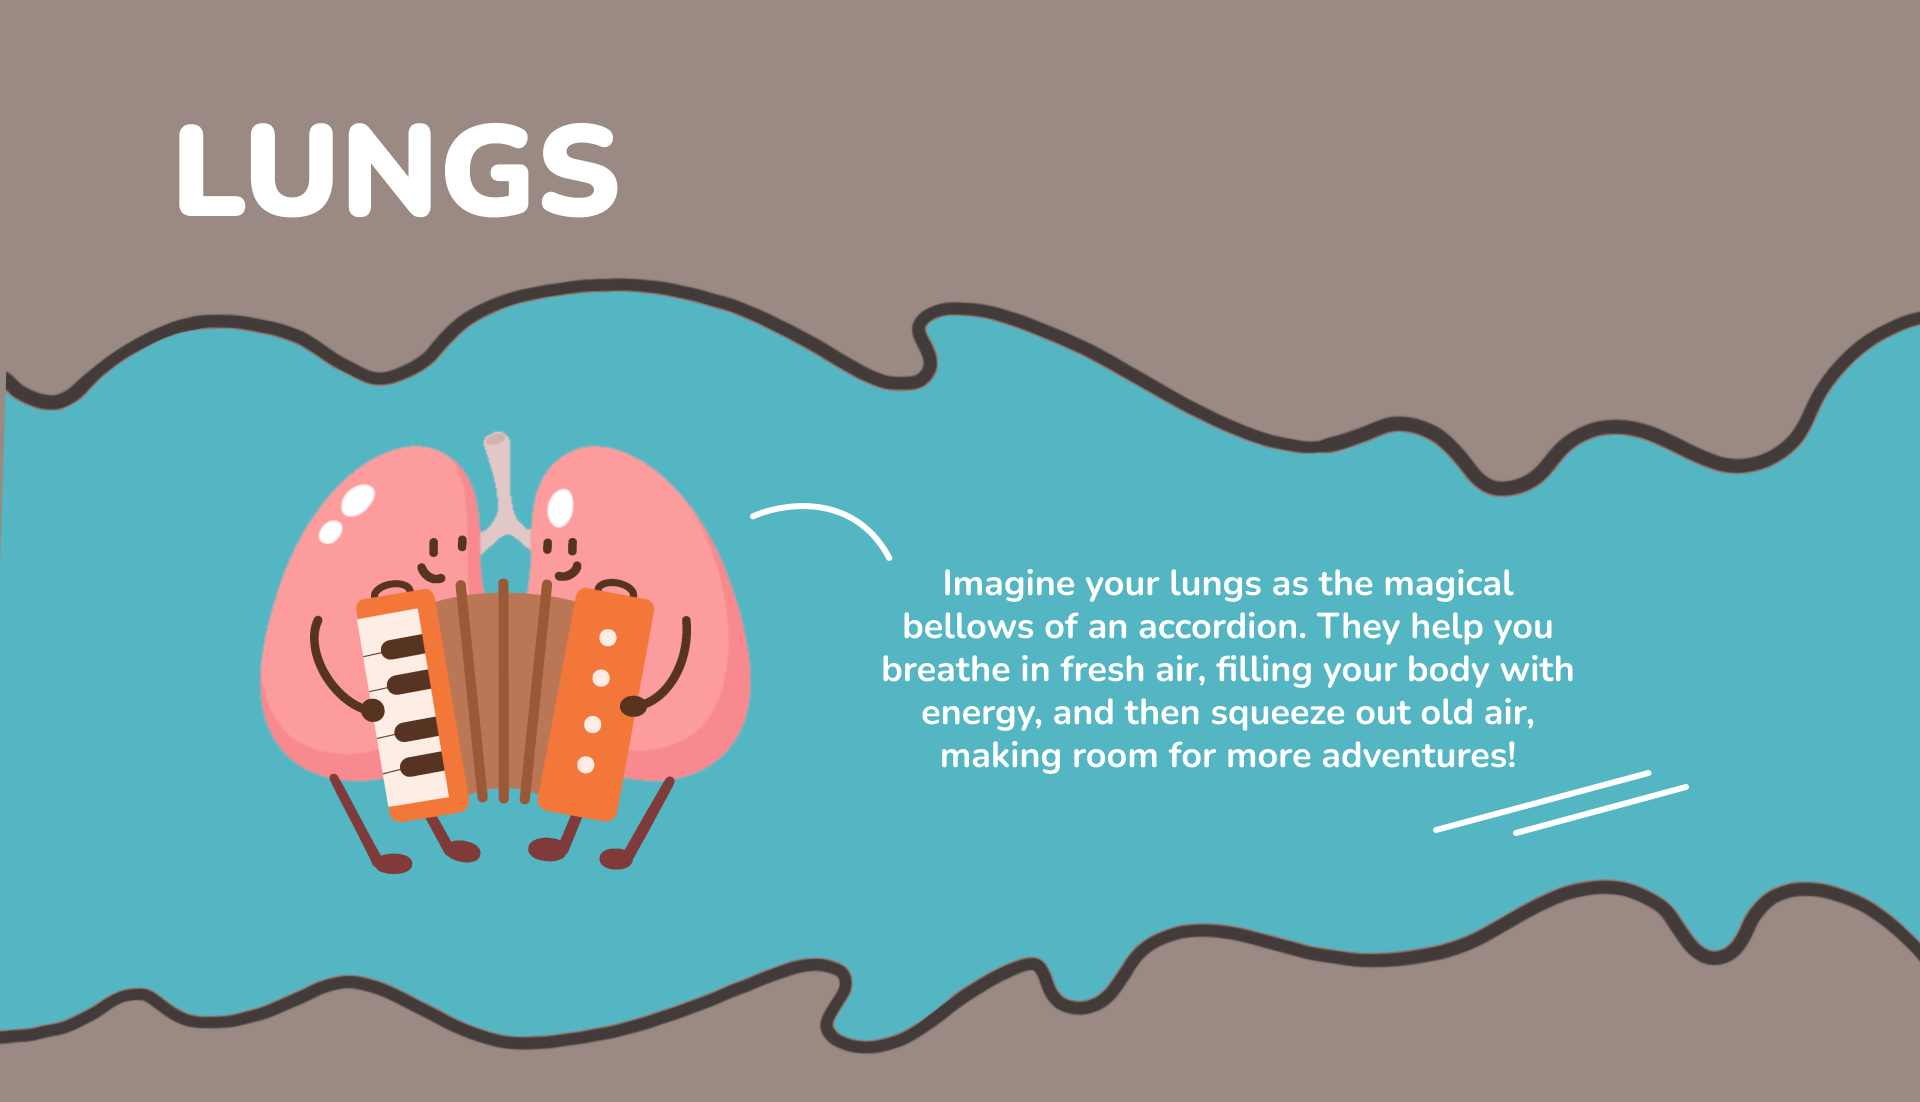 LUNGS
Imagine your lungs as the magical
bellows of an accordion. They help you
breathe in fresh air, filling your body with
energy, and then squeeze out old air,
making room for more adventures!